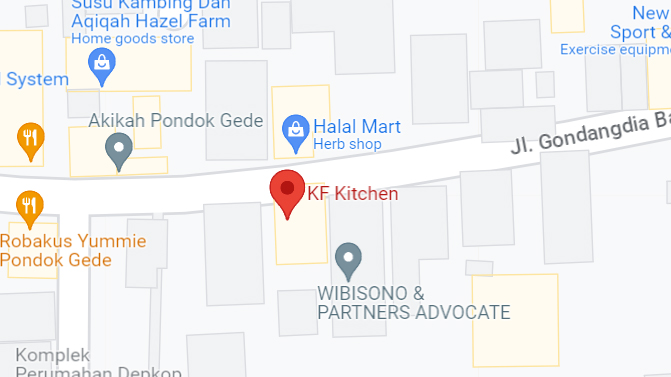 Susu Kambing Dan
Aqiqah Hazel Farm
Home goods store
New
Sport &
Exercise equipm
System
Akikah Pondok Gede
Halal Mart
Herb shop
Jl. Gondangdia Ba
KF Kitchen
Robakus Yummie
Pondok Gede
WIBISONO &
PARTNERS ADVOCATE
Komplek
Perumahan Depkop